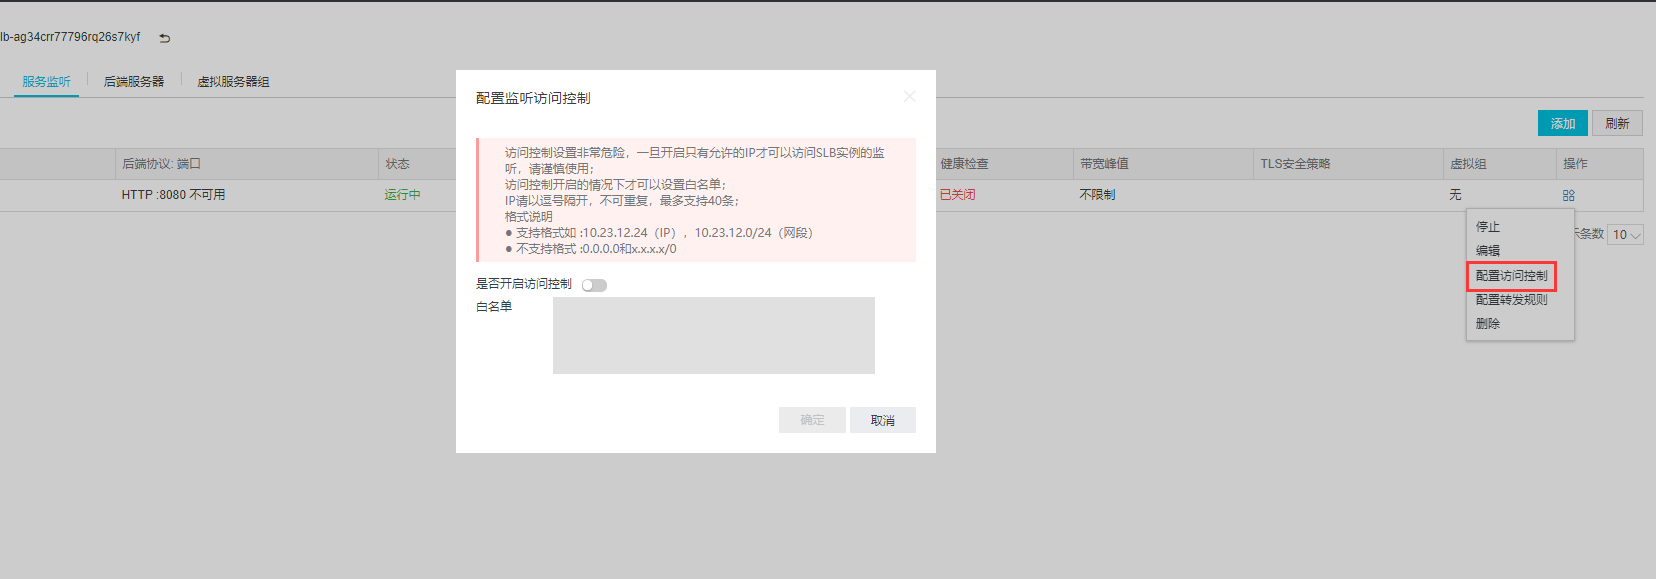 lb-ag34crr77796rq26s7kyf
服务监听 后端服务器 虚拟服务器组
添加 刷新
后端协议: 端口 状态 健康检查 带宽峰值 TLS安全策略 虚拟组 操作
HTTP :8080 不可用 运行中 已关闭 不限制 无
配置监听访问控制
访问控制设置非常危险，一旦开启只有允许的IP才可以访问SLB实例的监
听，请谨慎使用；
访问控制开启的情况下才可以设置白名单；
IP请以逗号隔开，不可重复，最多支持40条；
格式说明
● 支持格式如 :10.23.12.24（IP），10.23.12.0/24（网段）
● 不支持格式 :0.0.0.0和x.x.x.x/0
是否开启访问控制
白名单
确定 取消
停止
编辑
配置访问控制
配置转发规则
删除
示条数 10